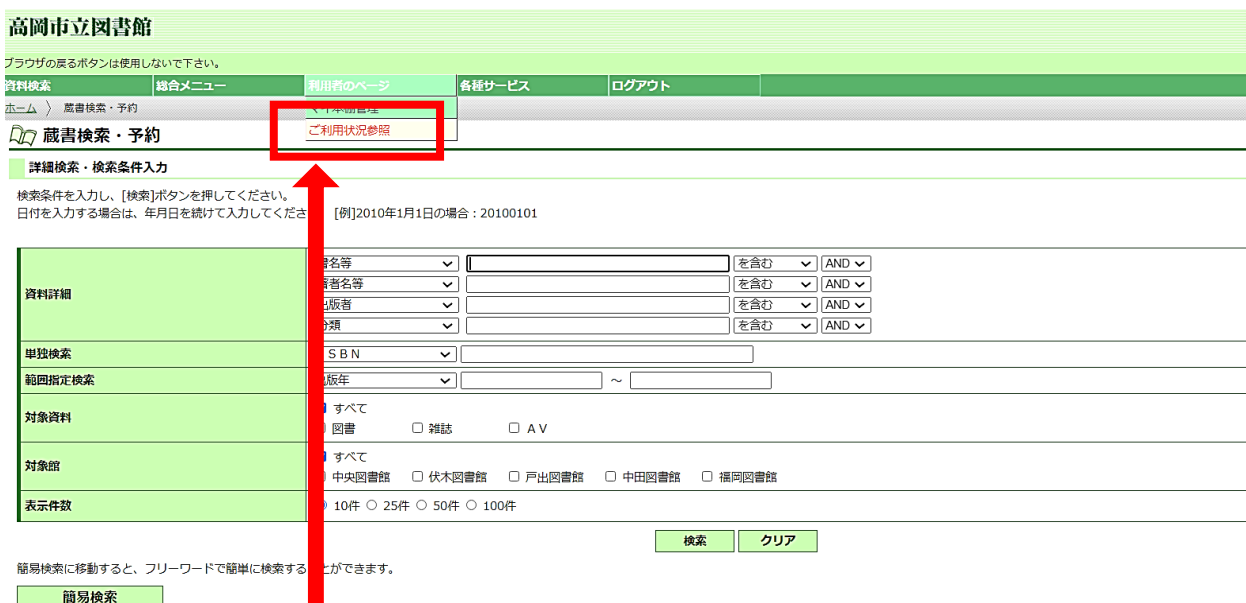 高岡市立図書館
ブラウザの戻るボタンは使用しないで下さい。
資料検索 総合メニュー 利用者のページ 各種サービス ログアウト
ホーム 〉 蔵書検索・予約
ご利用状況参照
蔵書検索・予約
詳細検索・検索条件入力
検索条件を入力し、[検索]ボタンを押してください。
日付を入力する場合は、年月日を続けて入力してくださ [例]2010年1月1日の場合：20100101
資料詳細
書名等 を含む AND
著者名等 を含む AND
出版者 を含む AND
分類 を含む AND
単独検索 ＳＢＮ
範囲指定検索 出版年 ～
対象資料
すべて
図書 雑誌 ＡＶ
対象館
すべて
中央図書館 伏木図書館 戸出図書館 中田図書館 福岡図書館
表示件数 10件 25件 50件 100件
検索 クリア
簡易検索に移動すると、フリーワードで簡単に検索することができます。
簡易検索